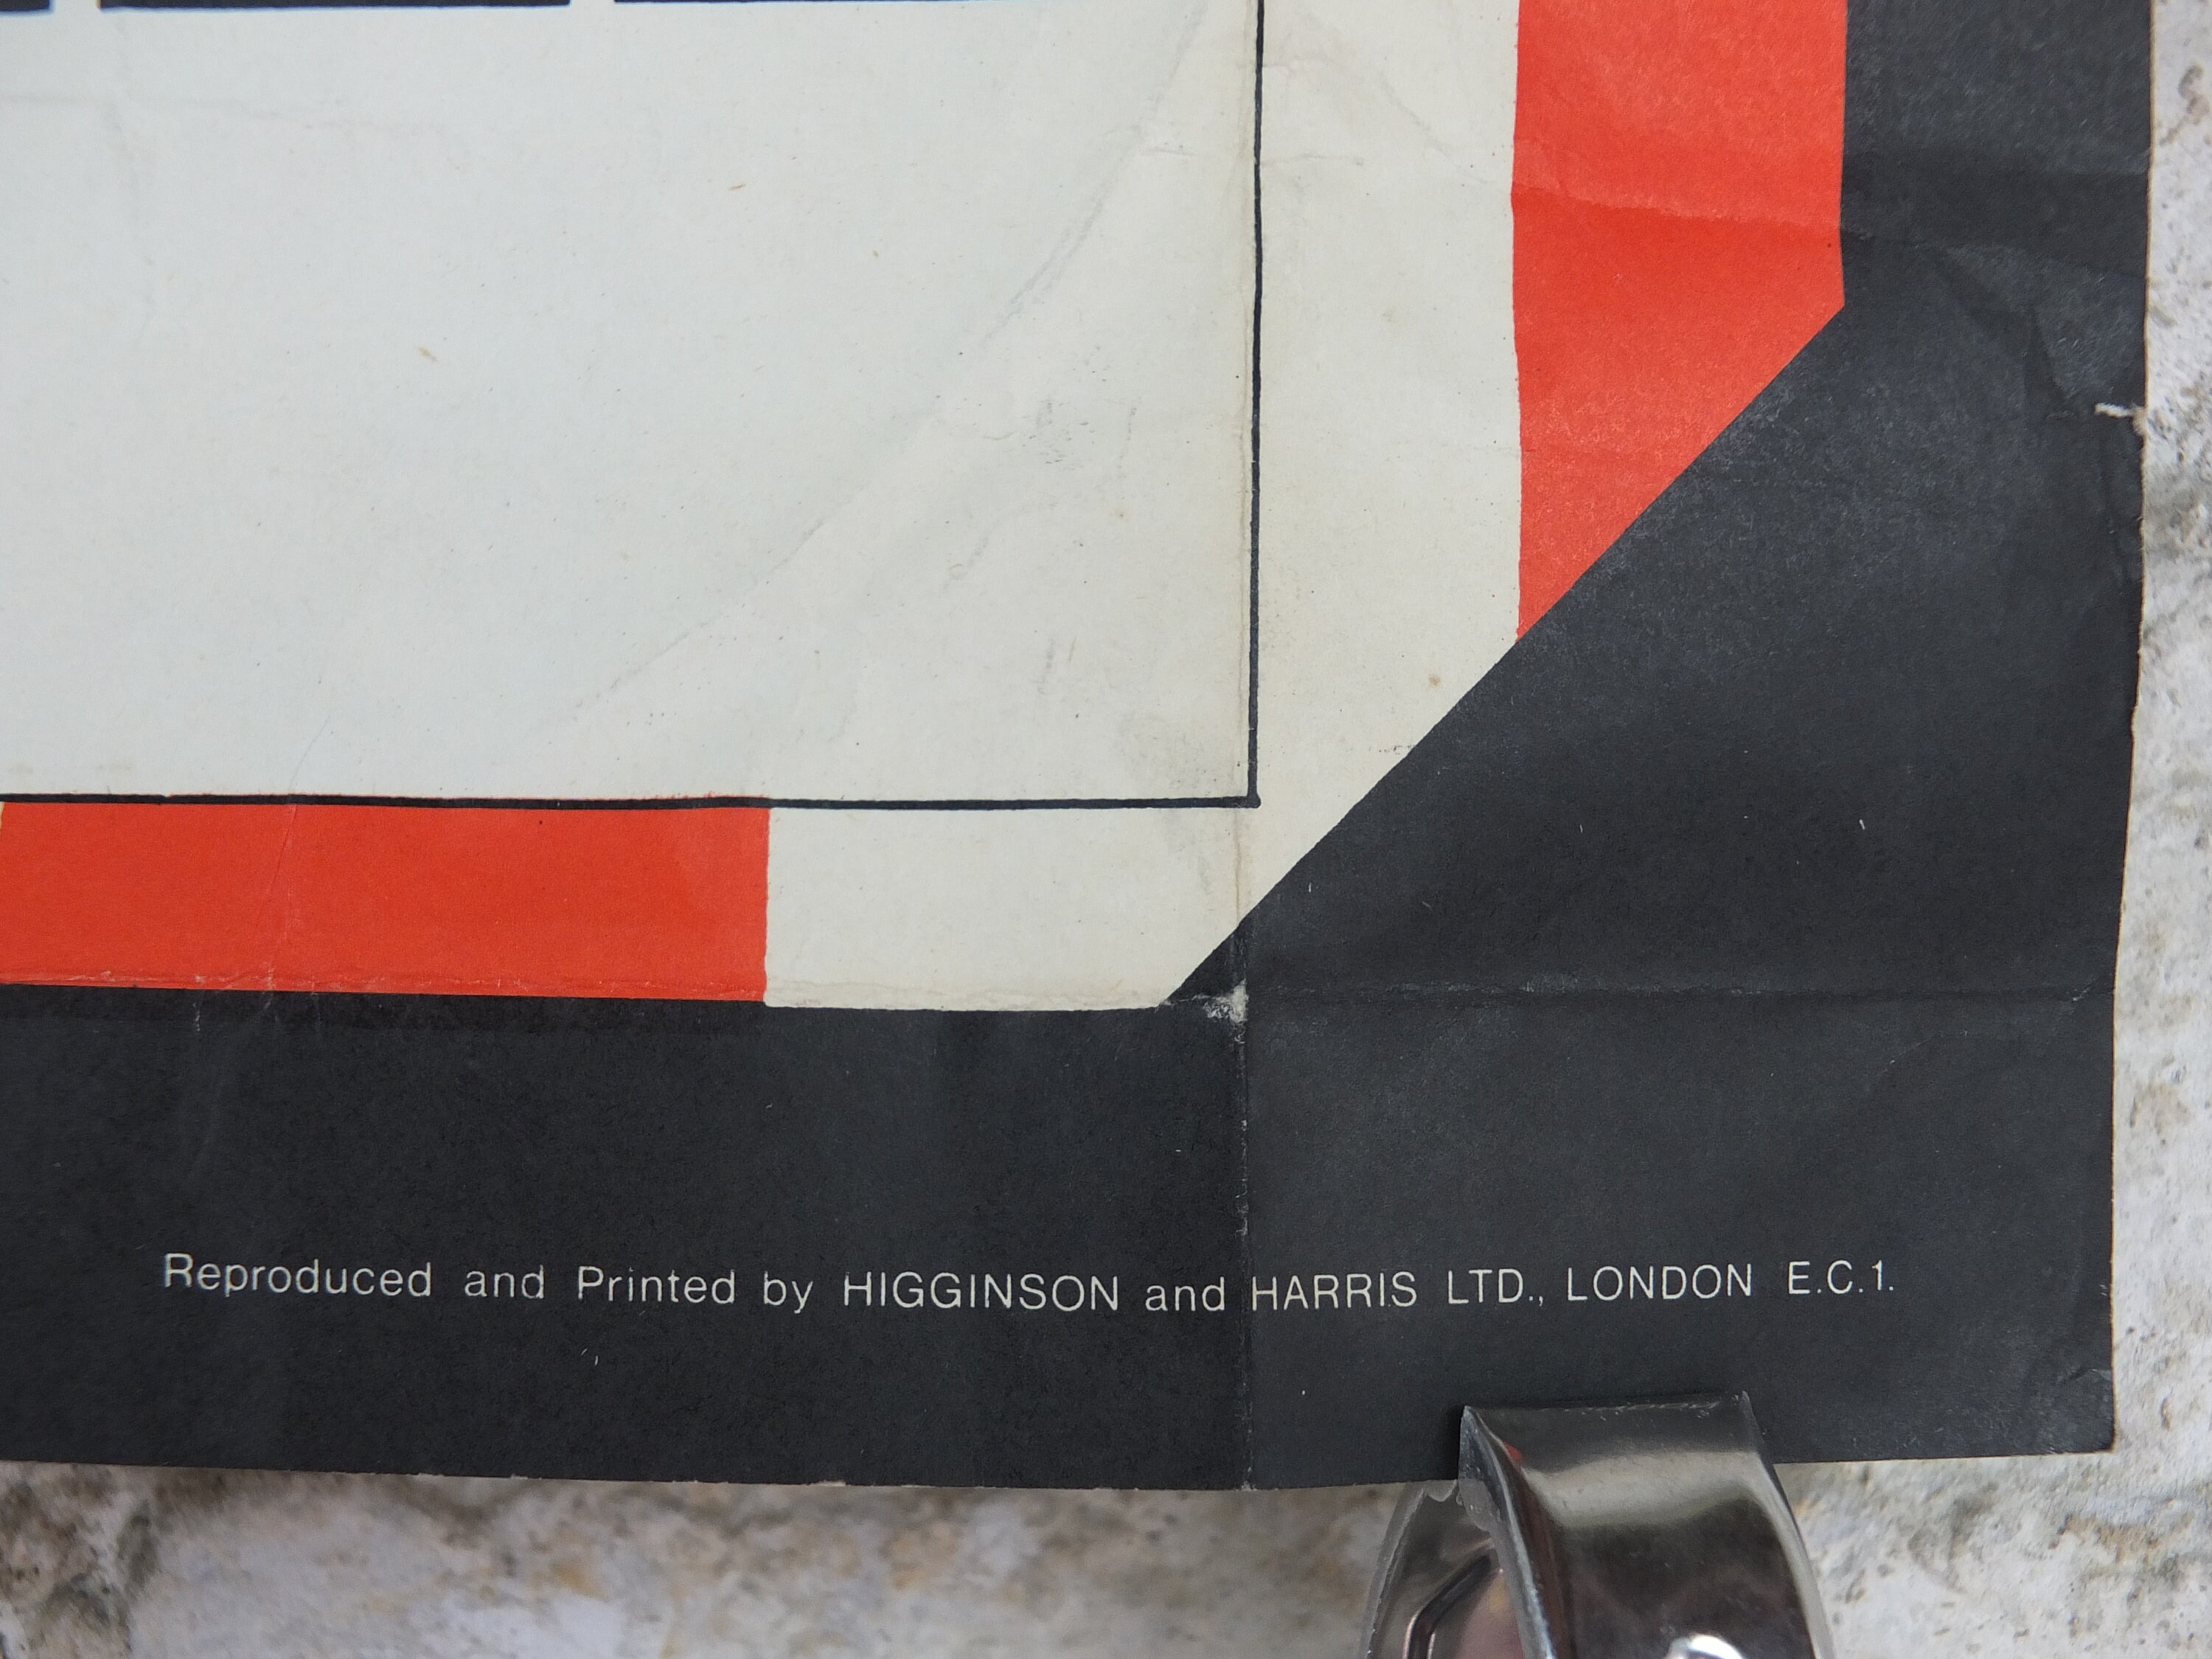 Reproduced and Printed by HIGGINSON and HARRIS LTD., LONDON E.C.1.